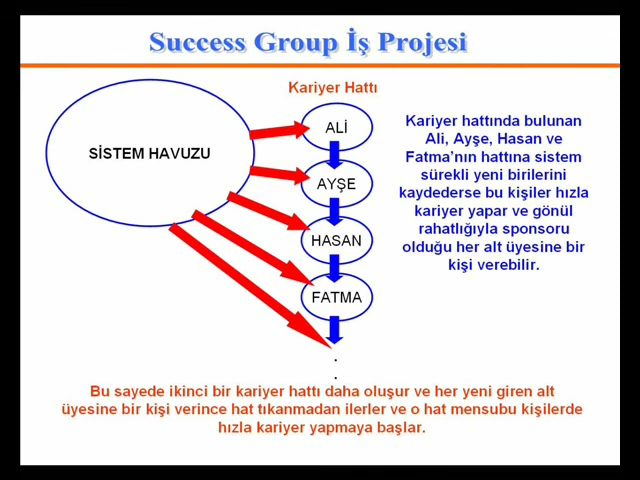 Success Group İş Projesi
Kariyer Hattı
SİSTEM HAVUZU
ALİ
AYŞE
HASAN
FATMA
.
.
Kariyer hattında bulunan
Ali, Ayşe, Hasan ve
Fatma’nın hattına sistem
sürekli yeni birilerini
kaydederse bu kişiler hızla
kariyer yapar ve gönül
rahatlığıyla sponsoru
olduğu her alt üyesine bir
kişi verebilir.
Bu sayede ikinci bir kariyer hattı daha oluşur ve her yeni giren alt
üyesine bir kişi verince hat tıkanmadan ilerler ve o hat mensubu kişilerde
hızla kariyer yapmaya başlar.